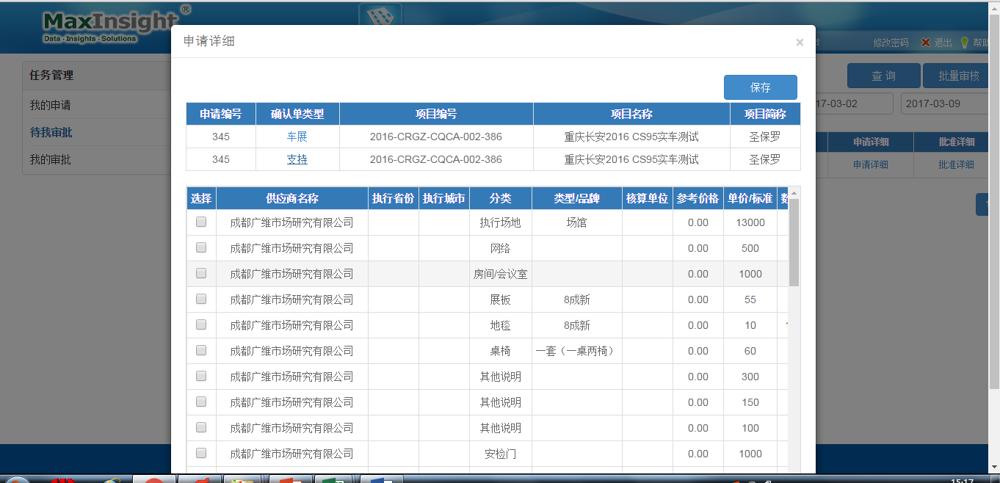 MaxInsight®
Data · Insights · Solutions
修改密码 退出 帮助
任务管理
我的申请
待我审批
我的审批
查 询 批量审核
17-03-02 2017-03-09
申请详细 批准详细
申请详细 批准详细
申请详细 ×
保存
申请编号 确认单类型 项目编号 项目名称 项目简称
345 车展 2016-CRGZ-CQCA-002-386 重庆长安2016 CS95实车测试 圣保罗
345 支持 2016-CRGZ-CQCA-002-386 重庆长安2016 CS95实车测试 圣保罗
选择 供应商名称 执行省份 执行城市 分类 类型/品牌 核算单位 参考价格 单价/标准
成都广维市场研究有限公司 执行场地 场馆 0.00 13000
成都广维市场研究有限公司 网络 0.00 500
成都广维市场研究有限公司 房间/会议室 0.00 1000
成都广维市场研究有限公司 展板 8成新 0.00 55
成都广维市场研究有限公司 地毯 8成新 0.00 10
成都广维市场研究有限公司 桌椅 一套（一桌两椅） 0.00 60
成都广维市场研究有限公司 其他说明 0.00 300
成都广维市场研究有限公司 其他说明 0.00 150
成都广维市场研究有限公司 其他说明 0.00 100
成都广维市场研究有限公司 安检门 0.00 1000
15:17